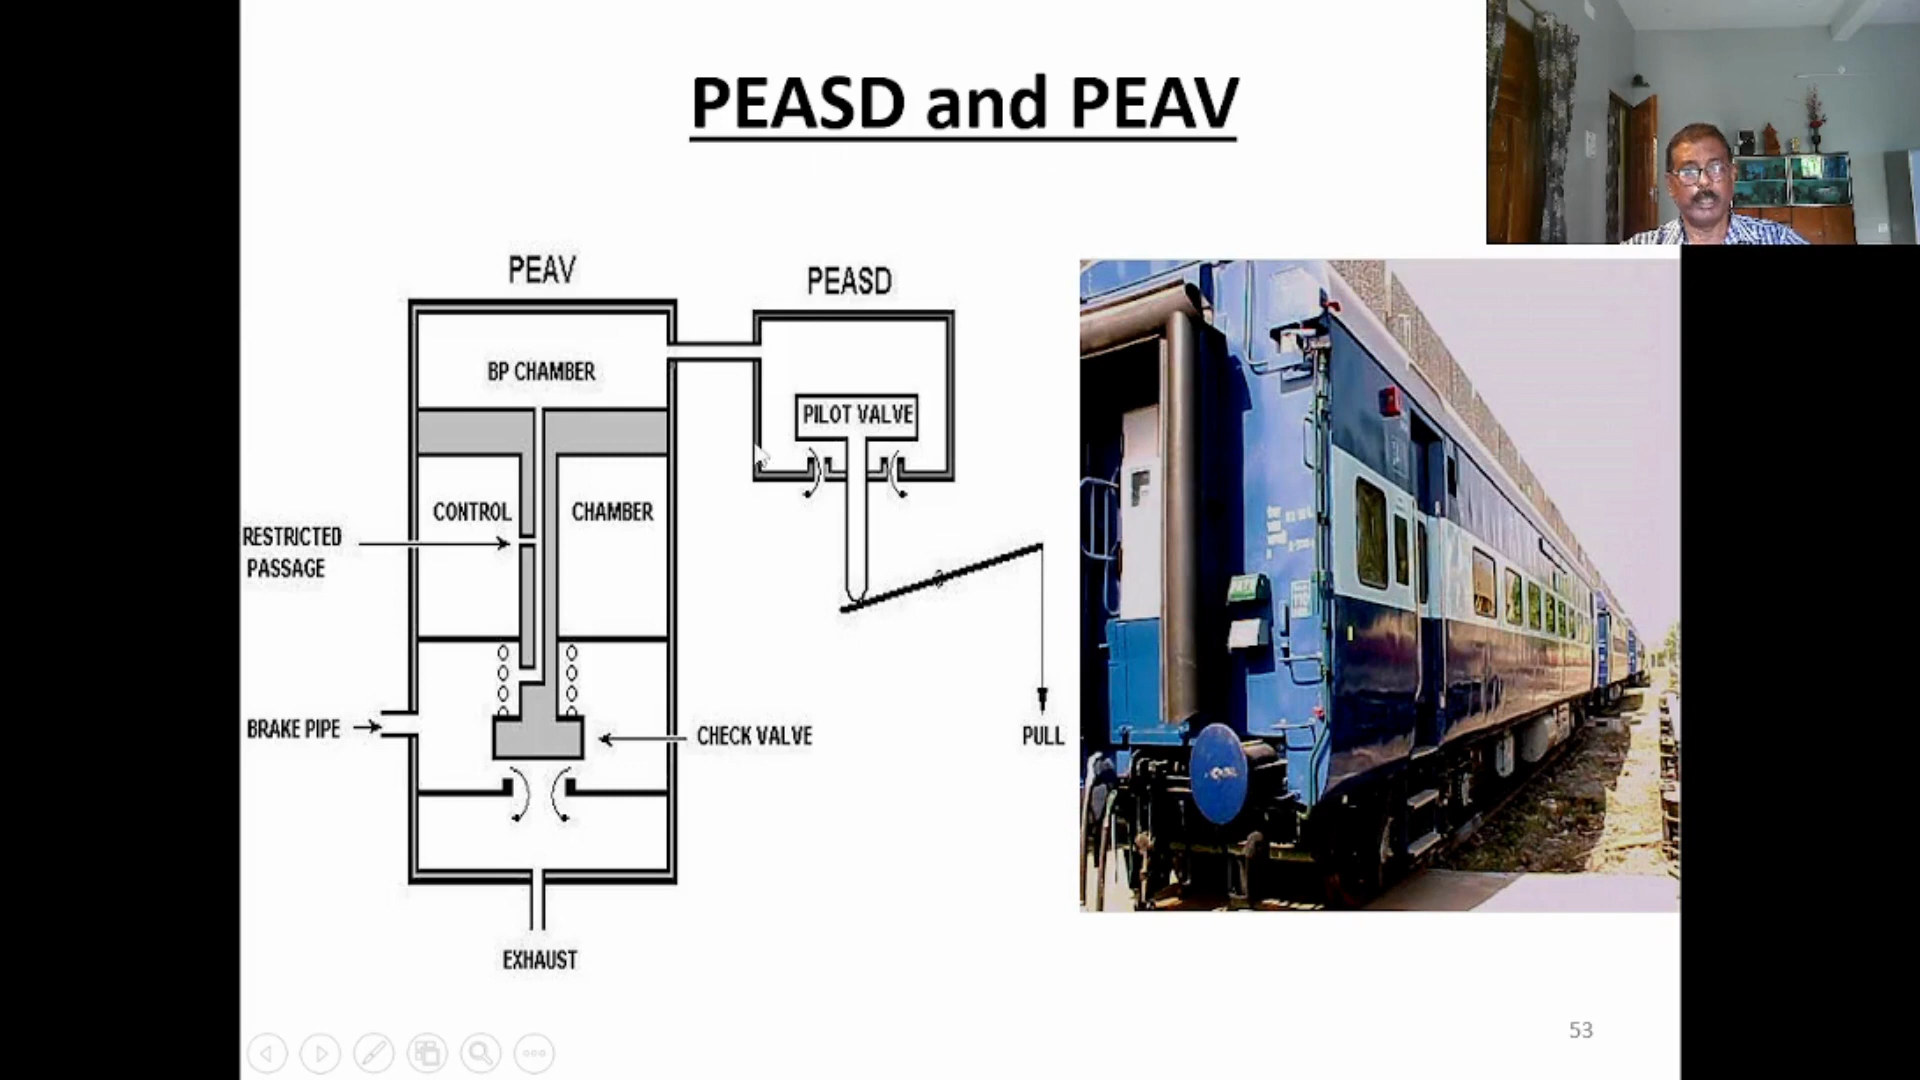 PEASD and PEAV
PEAV
PEASD
BP CHAMBER
PILOT VALVE
CONTROL
CHAMBER
RESTRICTED
PASSAGE
BRAKE PIPE
CHECK VALVE
PULL
EXHAUST
53